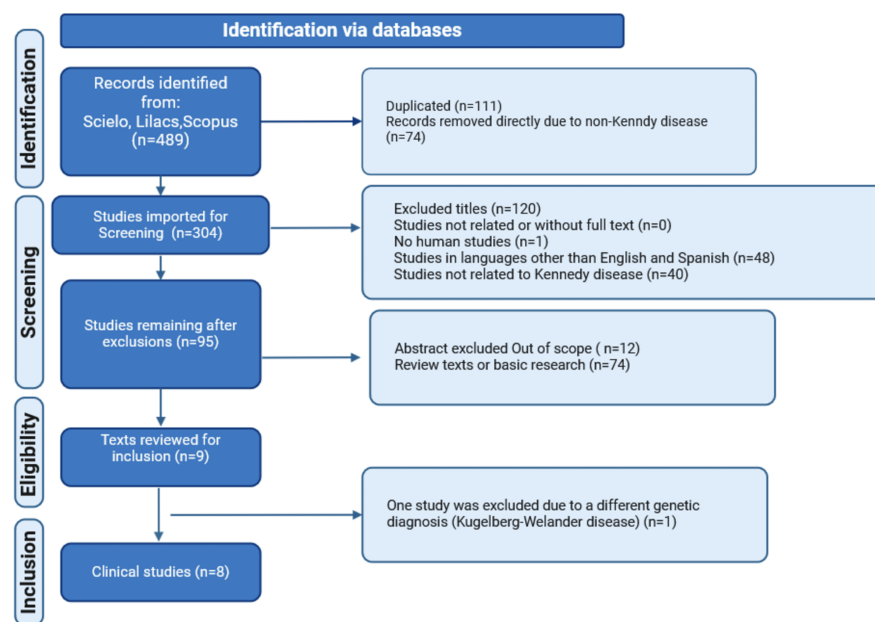 Identification via databases
Identification
Records identified
from:
Scielo, Lilacs,Scopus
(n=489)
Duplicated (n=111)
Records removed directly due to non-Kenndy disease
(n=74)
Screening
Studies imported for
Screening (n=304)
Excluded titles (n=120)
Studies not related or without full text (n=0)
No human studies (n=1)
Studies in languages other than English and Spanish (n=48)
Studies not related to Kennedy disease (n=40)
Studies remaining after
exclusions (n=95)
Abstract excluded Out of scope ( n=12)
Review texts or basic research (n=74)
Eligibility
Texts reviewed for
inclusion (n=9)
One study was excluded due to a different genetic
diagnosis (Kugelberg-Welander disease) (n=1)
Inclusion
Clinical studies (n=8)